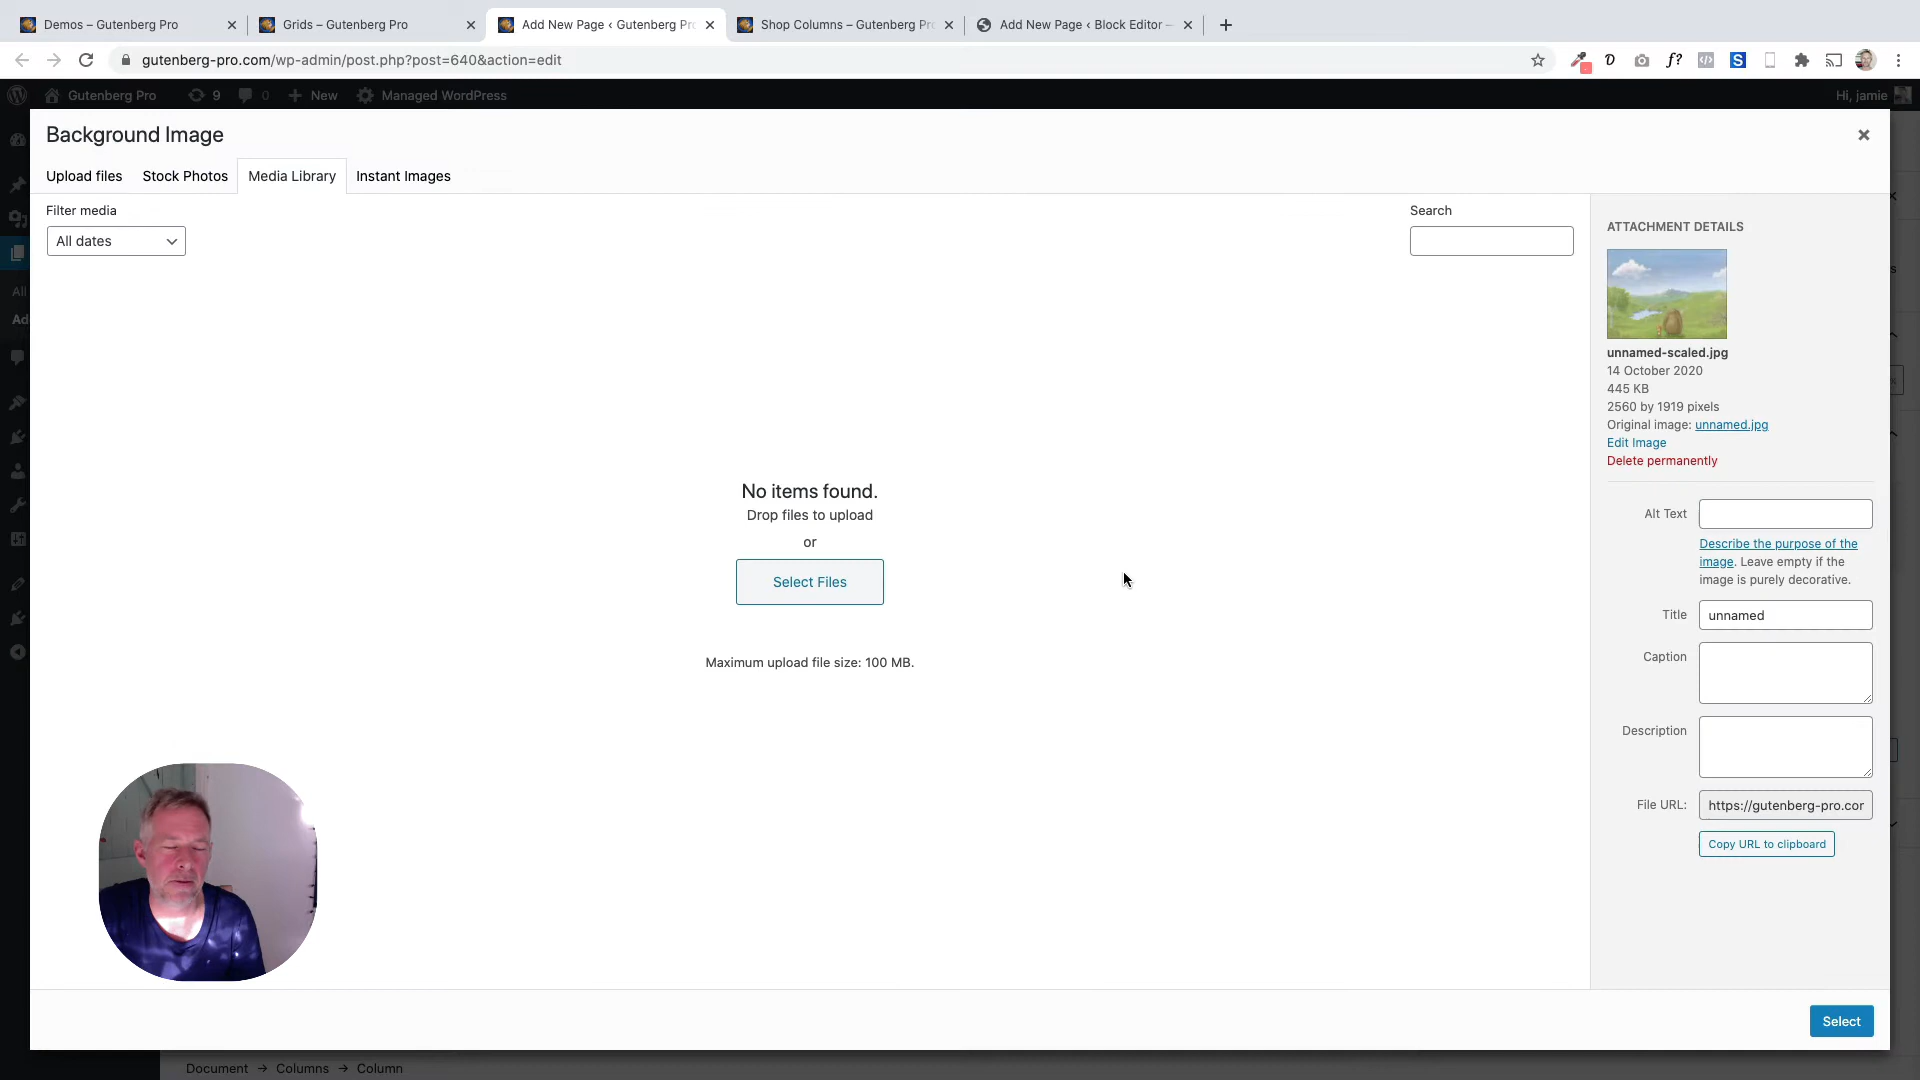 Demos – Gutenberg Pro
Grids – Gutenberg Pro
Add New Page ‹ Gutenberg Pro
Shop Columns – Gutenberg Pro
Add New Page ‹ Block Editor –
gutenberg-pro.com/wp-admin/post.php?post=640&action=edit
Gutenberg Pro
9
0
New
Managed WordPress
Hi, jamie
Background Image
Upload files
Stock Photos
Media Library
Instant Images
Filter media
All dates
Search
All
Ad
No items found.
Drop files to upload
or
Select Files
Maximum upload file size: 100 MB.
ATTACHMENT DETAILS
unnamed-scaled.jpg
14 October 2020
445 KB
2560 by 1919 pixels
Original image: unnamed.jpg
Edit Image
Delete permanently
Alt Text
Describe the purpose of the
image. Leave empty if the
image is purely decorative.
Title
unnamed
Caption
Description
File URL:
https://gutenberg-pro.cor
Copy URL to clipboard
Select
Document → Columns → Column